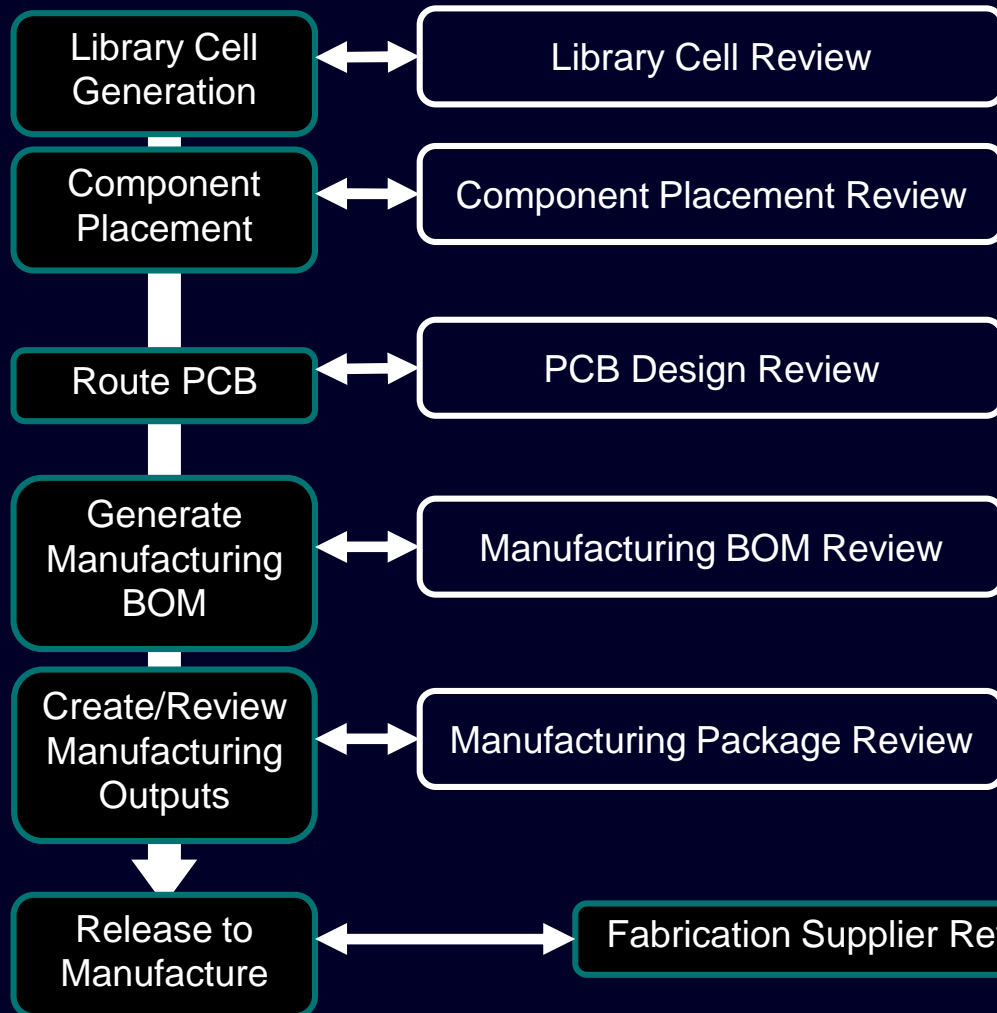 Library Cell
Generation
Library Cell Review
Component
Placement
Component Placement Review
Route PCB
PCB Design Review
Generate
Manufacturing
BOM
Manufacturing BOM Review
Create/Review
Manufacturing
Outputs
Manufacturing Package Review
Release to
Manufacture
Fabrication Supplier